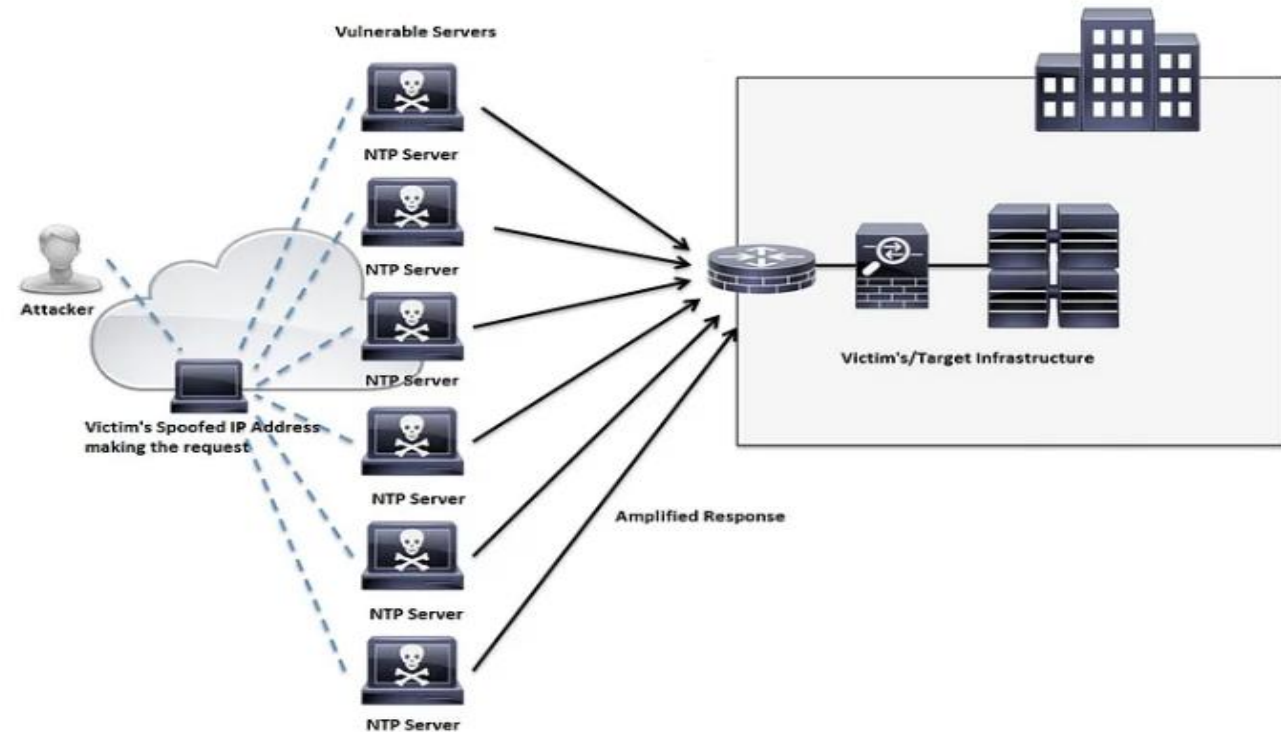 Vulnerable Servers
NTP Server
NTP Server
Attacker
NTP Server
Victim's/Target Infrastructure
Victim's Spoofed IP Address
making the request
NTP Server
Amplified Response
NTP Server
NTP Server